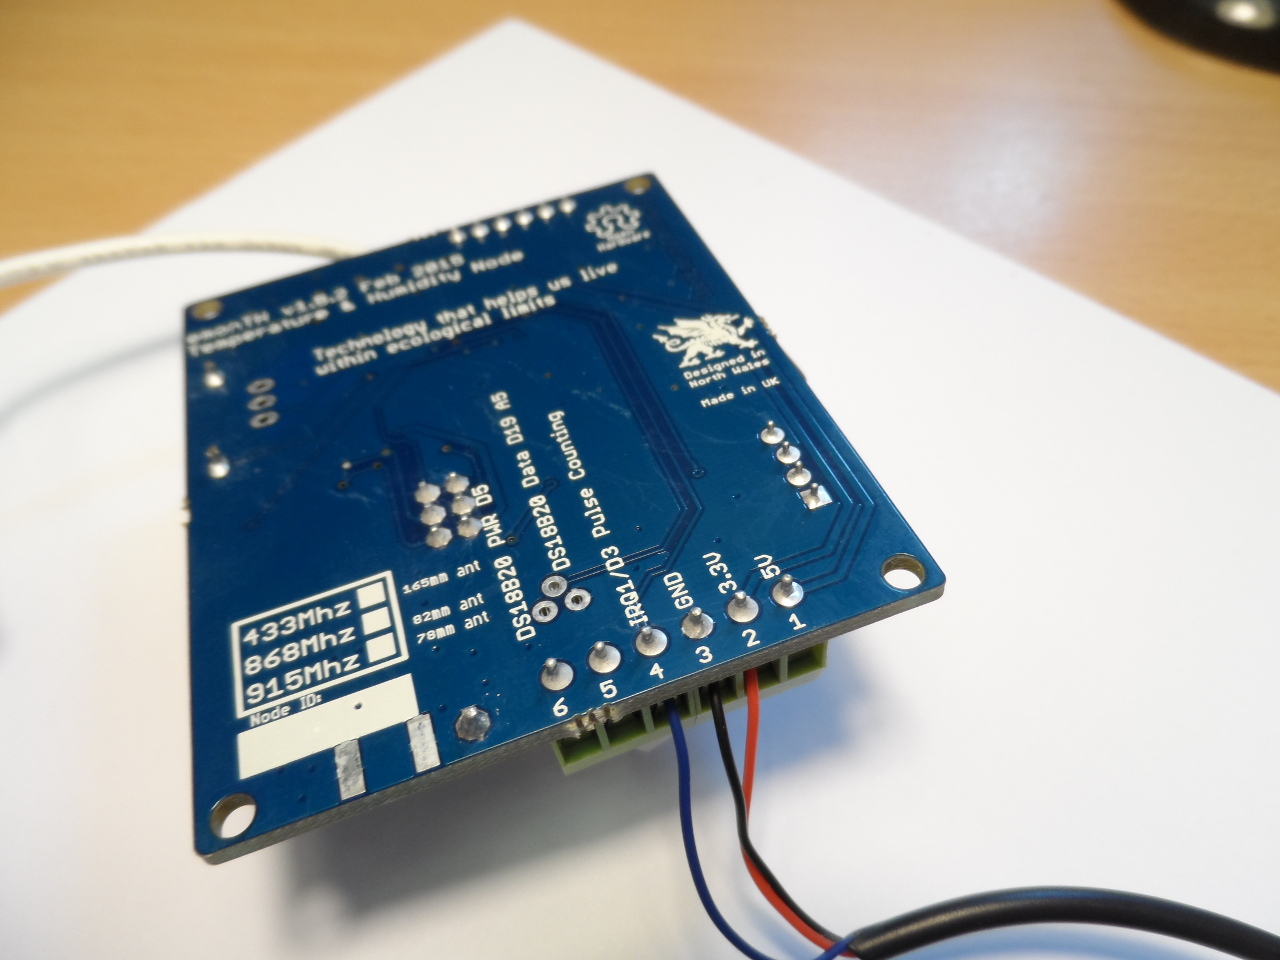 emonTH v1.8.2 Feb 2015
Temperature & Humidity Node
Technology that helps us live
within ecological limits
hardware
Designed in
North Wales
Made in UK
DS18B20 PWR D5
DS18B20 Data D19 A5
IRQ1/D3 Pulse Counting
GND
3.3V
5V
6
5
4
3
2
1
165mm ant
82mm ant
78mm ant
433Mhz
868Mhz
915Mhz
Node ID: